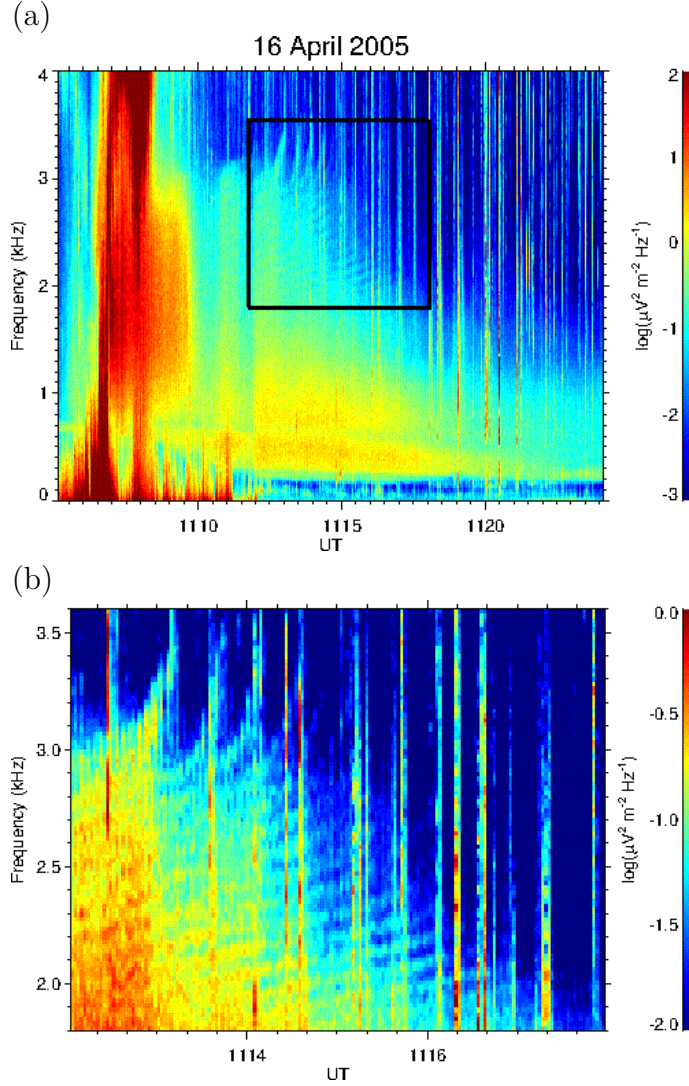 (a)
16 April 2005
4
3
2
1
0
Frequency (kHz)
1110
1115
1120
UT
2
1
0
-1
-2
-3
log(μV² m⁻² Hz⁻¹)
(b)
3.5
3.0
2.5
2.0
Frequency (kHz)
1114
1116
UT
0.0
-0.5
-1.0
-1.5
-2.0
log(μV² m⁻² Hz⁻¹)